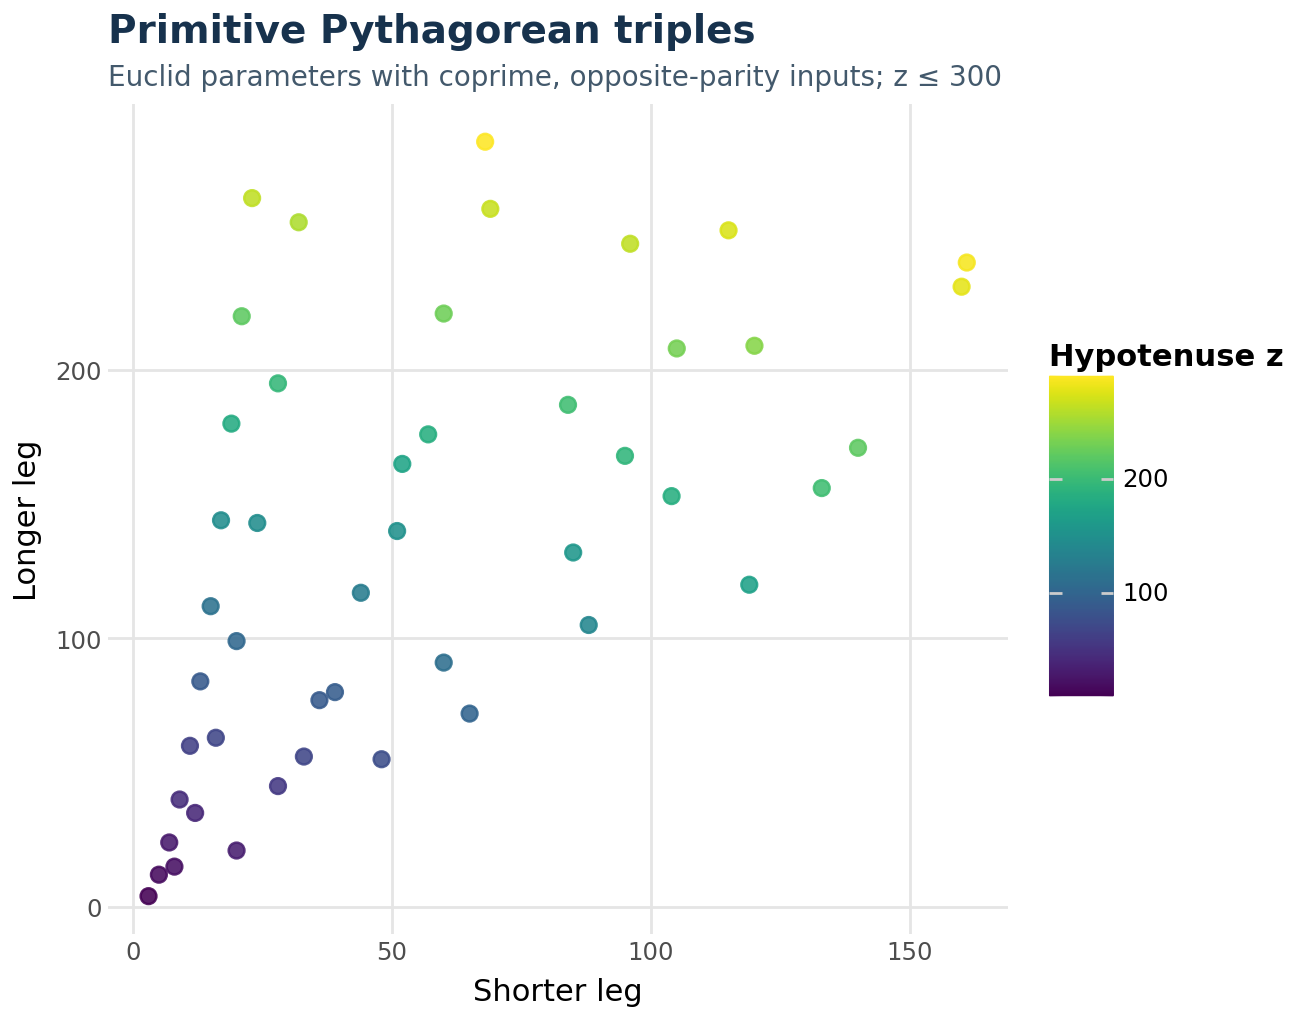 Primitive Pythagorean triples
Euclid parameters with coprime, opposite-parity inputs; z ≤ 300
Hypotenuse z
200
100
Longer leg
200
100
0
0
50
100
150
Shorter leg